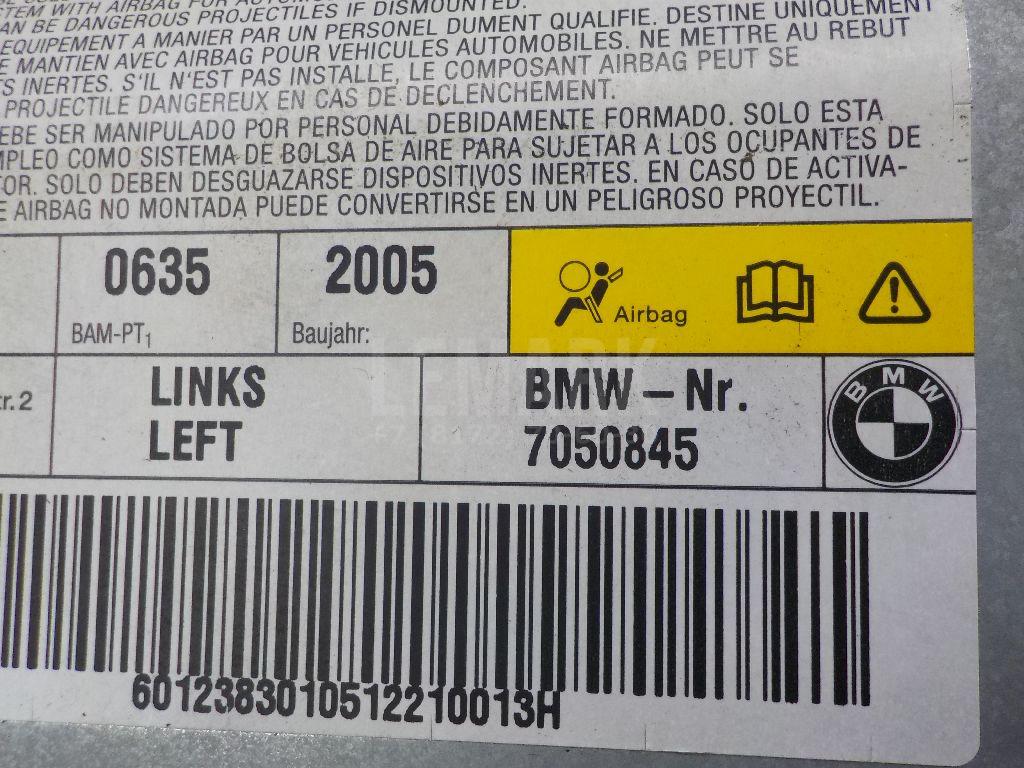 TEM WITH AIRBAG FOR
CAN BE DANGEROUS PROJECTILES IF DISMOUNTED.
EQUIPEMENT A MANIER PAR UN PERSONEL DUMENT QUALIFIE. DESTINE UNIQUEMENT
MANTIEN AVEC AIRBAG POUR VEHICULES AUTOMOBILES. NE METTRE AU REBUT
INERTES. S'IL N'EST PAS INSTALLE, LE COMPOSANT AIRBAG PEUT SE
PROJECTILE DANGEREUX EN CAS DE DECLENCHEMENT.
EBE SER MANIPULADO POR PERSONAL DEBIDAMENTE FORMADO. SOLO ESTA
MPLEO COMO SISTEMA DE BOLSA DE AIRE PARA SUJETAR A LOS OCUPANTES DE
OR. SOLO DEBEN DESGUAZARSE DISPOSITIVOS INERTES. EN CASO DE ACTIVA-
E AIRBAG NO MONTADA PUEDE CONVERTIRSE EN UN PELIGROSO PROYECTIL.
0635 2005
BAM-PT1 Baujahr: Airbag
LEMARK
tr.2 LINKS BMW – Nr. BMW
LEFT 7050845
6012383010512210013H